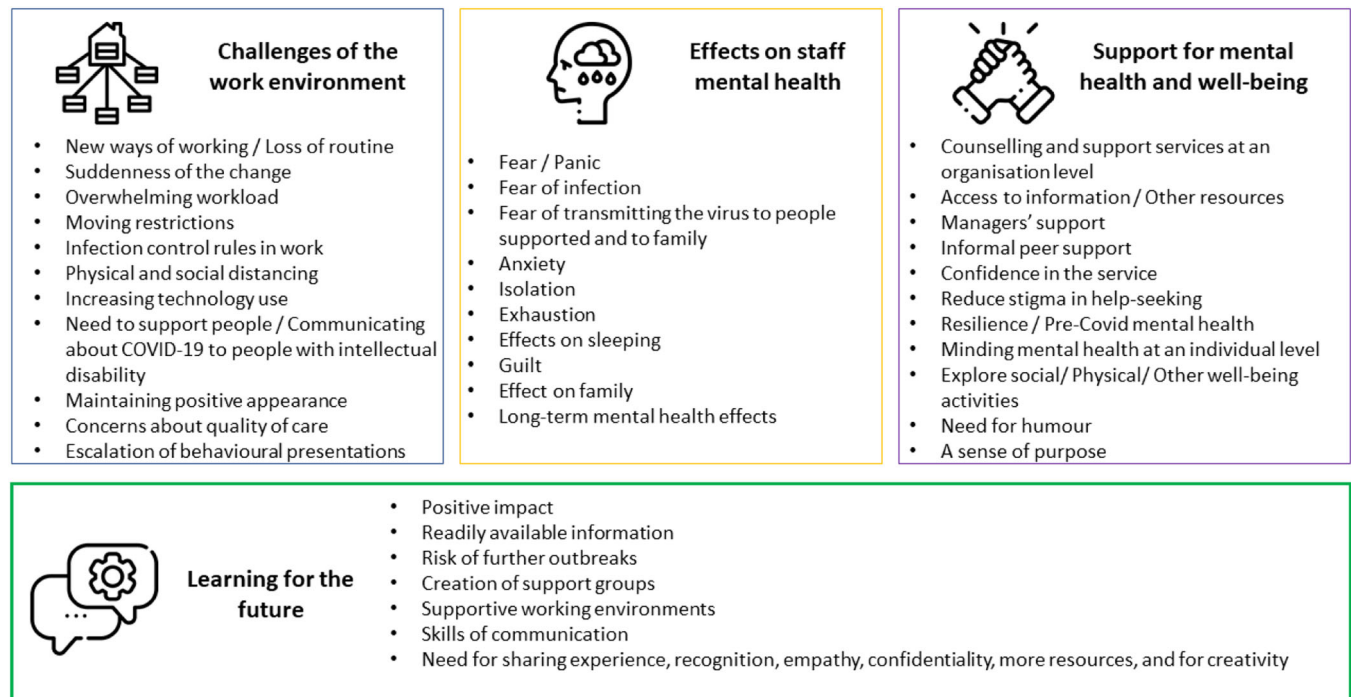 Challenges of the
work environment
• New ways of working / Loss of routine
• Suddenness of the change
• Overwhelming workload
• Moving restrictions
• Infection control rules in work
• Physical and social distancing
• Increasing technology use
• Need to support people / Communicating
about COVID-19 to people with intellectual
disability
• Maintaining positive appearance
• Concerns about quality of care
• Escalation of behavioural presentations
Effects on staff
mental health
• Fear / Panic
• Fear of infection
• Fear of transmitting the virus to people
supported and to family
• Anxiety
• Isolation
• Exhaustion
• Effects on sleeping
• Guilt
• Effect on family
• Long-term mental health effects
Support for mental
health and well-being
• Counselling and support services at an
organisation level
• Access to information / Other resources
• Managers’ support
• Informal peer support
• Confidence in the service
• Reduce stigma in help-seeking
• Resilience / Pre-Covid mental health
• Minding mental health at an individual level
• Explore social/ Physical/ Other well-being
activities
• Need for humour
• A sense of purpose
Learning for the
future
• Positive impact
• Readily available information
• Risk of further outbreaks
• Creation of support groups
• Supportive working environments
• Skills of communication
• Need for sharing experience, recognition, empathy, confidentiality, more resources, and for creativity